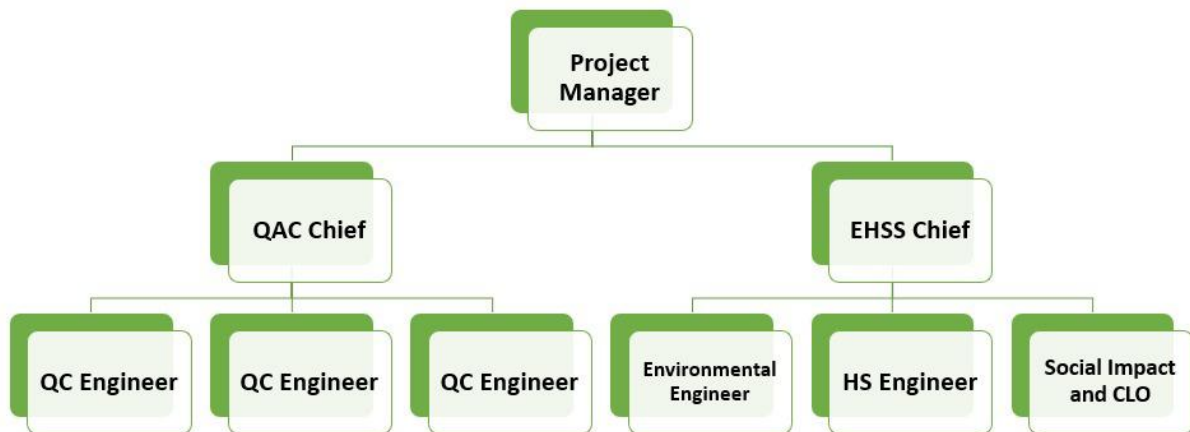 Project
Manager
QAC Chief
EHSS Chief
QC Engineer
QC Engineer
QC Engineer
Environmental
Engineer
HS Engineer
Social Impact
and CLO